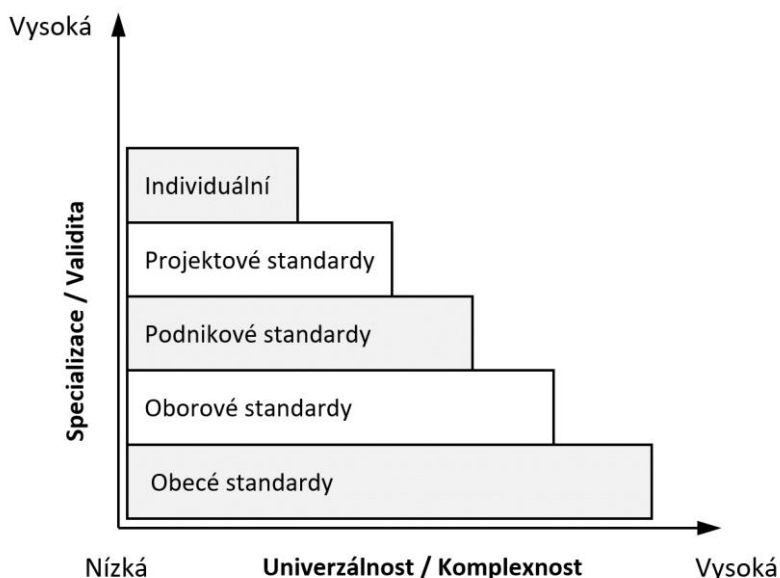 Vysoká
Individuální
Projektové standardy
Podnikové standardy
Oborové standardy
Obecé standardy
Specializace / Validita
Nízká
Univerzálnost / Komplexnost
Vysoká